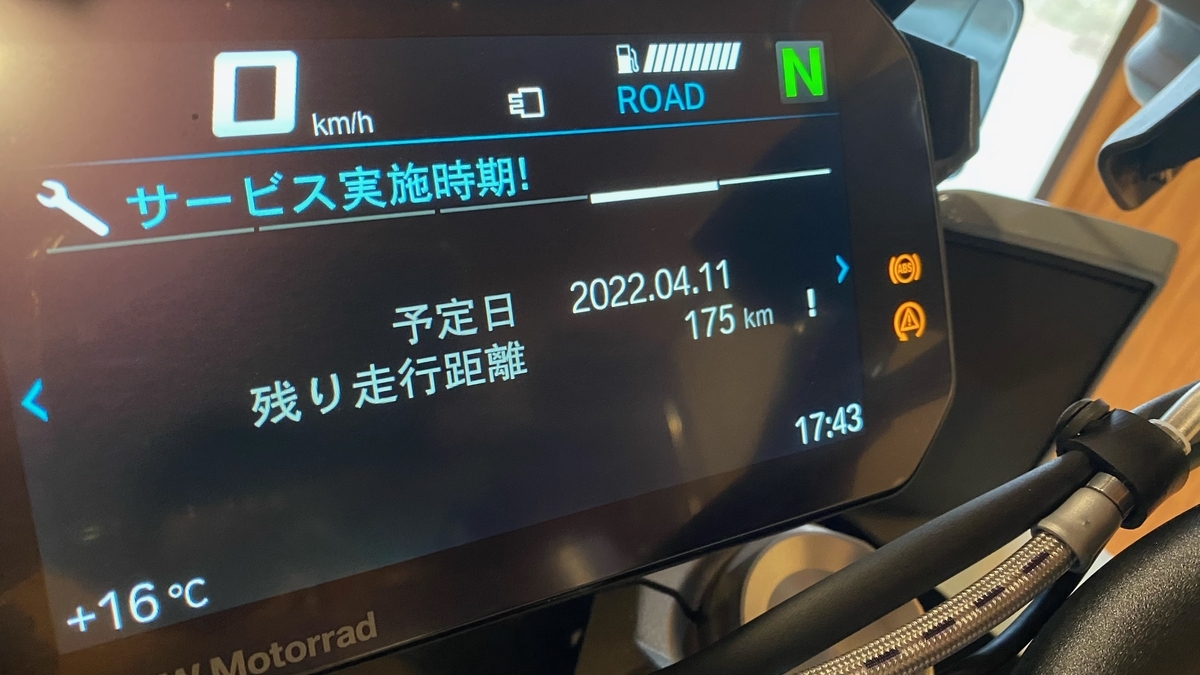 0 km/h
ROAD
N
サービス実施時期!
予定日 2022.04.11
残り走行距離 175 km !
ABS
17:43
+16℃
W Motorrad